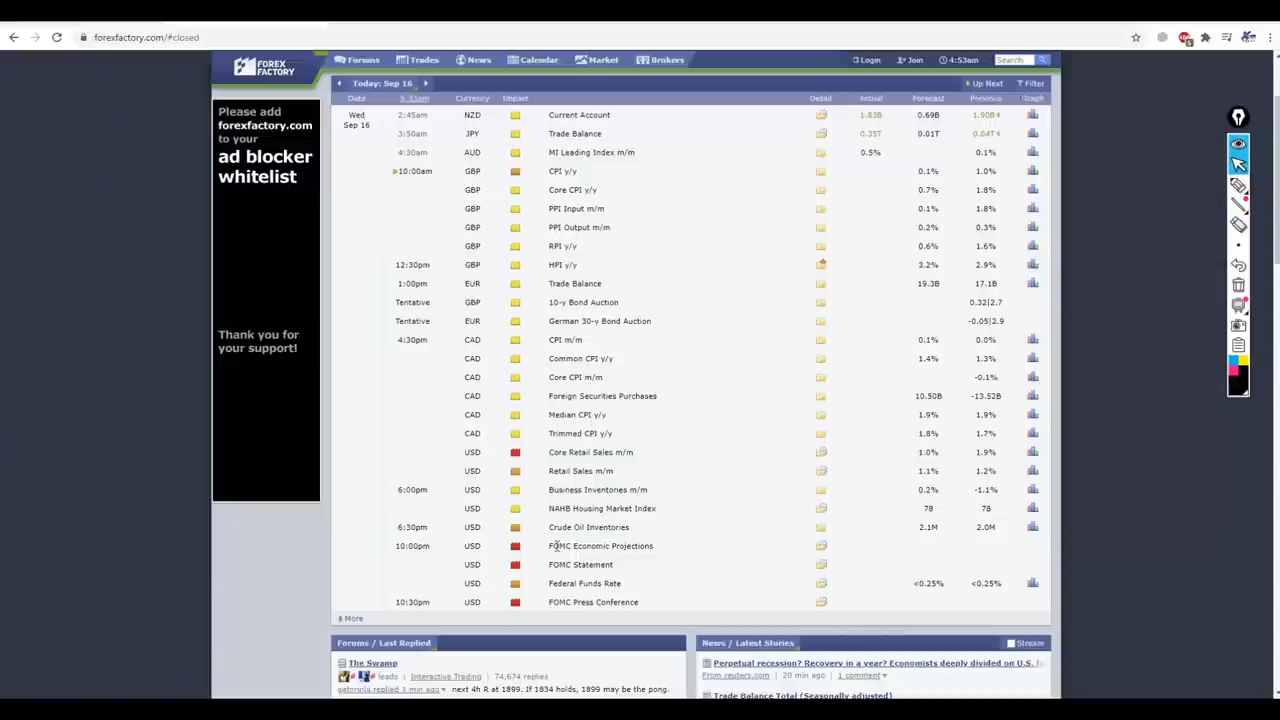 forexfactory.com/#closed
FOREX FACTORY Forums Trades News Calendar Market Brokers Login Join 4:53am Search
Today: Sep 16 Up Next Filter
Date Currency Impact Detail Actual Forecast Previous Graph
Wed Sep 16 2:45am NZD Current Account 1.83B 0.69B 1.90B
3:50am JPY Trade Balance 0.35T 0.01T 0.04T
4:30am AUD MI Leading Index m/m 0.5% 0.1%
10:00am GBP CPI y/y 0.1% 1.0%
GBP Core CPI y/y 0.7% 1.8%
GBP PPI Input m/m 0.1% 1.8%
GBP PPI Output m/m 0.2% 0.3%
GBP RPI y/y 0.6% 1.6%
12:30pm GBP HPI y/y 3.2% 2.9%
1:00pm EUR Trade Balance 19.3B 17.1B
Tentative GBP 10-y Bond Auction 0.32|2.7
Tentative EUR German 30-y Bond Auction -0.05|2.9
4:30pm CAD CPI m/m 0.1% 0.0%
CAD Common CPI y/y 1.4% 1.3%
CAD Core CPI m/m -0.1%
CAD Foreign Securities Purchases 10.50B -13.52B
CAD Median CPI y/y 1.9% 1.9%
CAD Trimmed CPI y/y 1.8% 1.7%
USD Core Retail Sales m/m 1.0% 1.9%
USD Retail Sales m/m 1.1% 1.2%
6:00pm USD Business Inventories m/m 0.2% -1.1%
USD NAHB Housing Market Index 78 78
6:30pm USD Crude Oil Inventories 2.1M 2.0M
10:00pm USD FOMC Economic Projections
USD FOMC Statement
USD Federal Funds Rate <0.25% <0.25%
10:30pm USD FOMC Press Conference
More
Please add
forexfactory.com
to your
ad blocker
whitelist
Thank you for
your support!
Forums / Last Replied
The Swamp
leads Interactive Trading 74,674 replies
replied 3 min ago next 4h R at 1899. If 1834 holds, 1899 may be the pong.
News / Latest Stories Stream
Perpetual recession? Recovery in a year? Economists deeply divided on U.S.
From reuters.com 20 min ago 1 comment
Trade Balance Total (Seasonally adjusted)